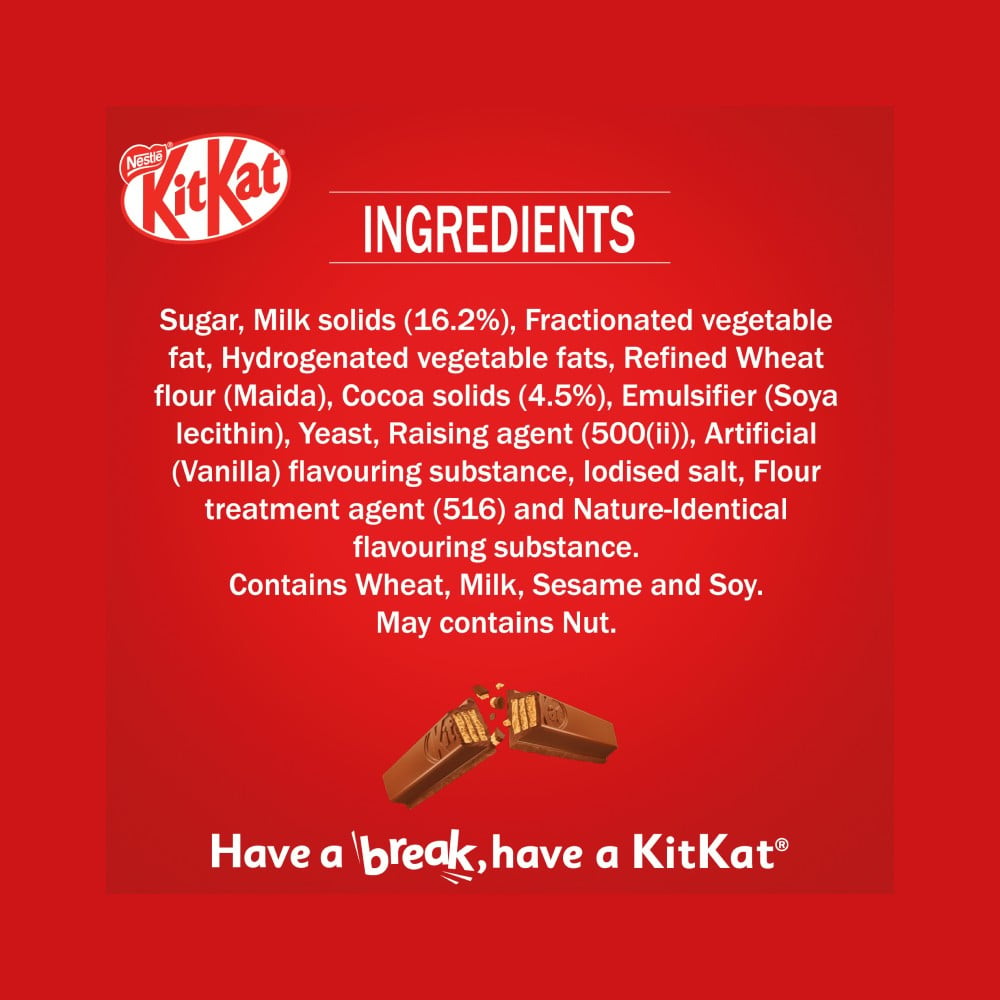 Nestlé
KitKat®
INGREDIENTS
Sugar, Milk solids (16.2%), Fractionated vegetable
fat, Hydrogenated vegetable fats, Refined Wheat
flour (Maida), Cocoa solids (4.5%), Emulsifier (Soya
lecithin), Yeast, Raising agent (500(ii)), Artificial
(Vanilla) flavouring substance, Iodised salt, Flour
treatment agent (516) and Nature-Identical
flavouring substance.
Contains Wheat, Milk, Sesame and Soy.
May contains Nut.
Have a break, have a KitKat®